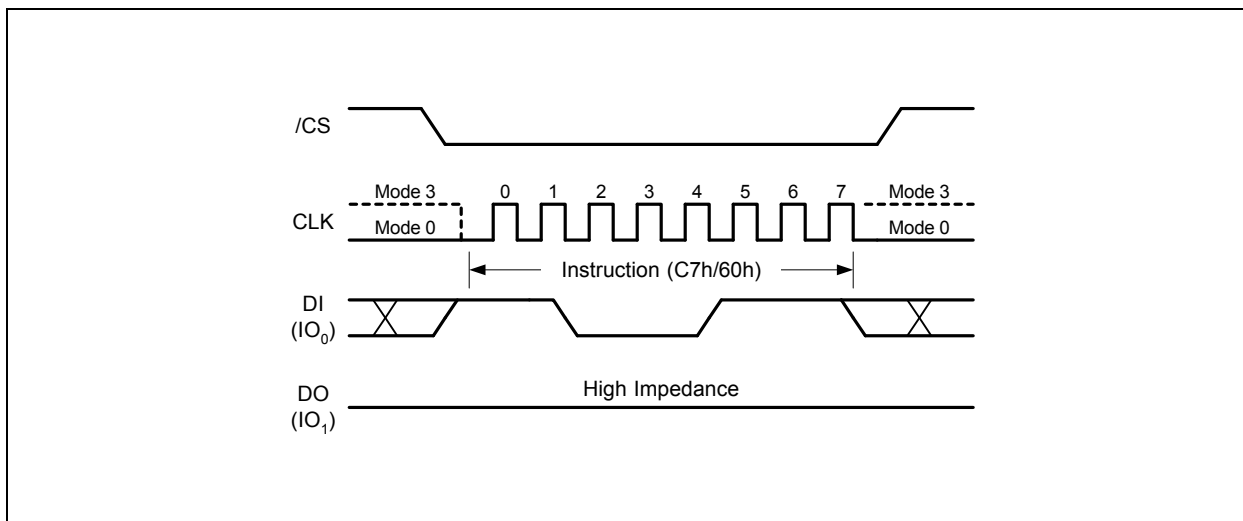 /CS
Mode 3 0 1 2 3 4 5 6 7 Mode 3
CLK
Mode 0 Mode 0
Instruction (C7h/60h)
DI
(IO₀)
High Impedance
DO
(IO₁)